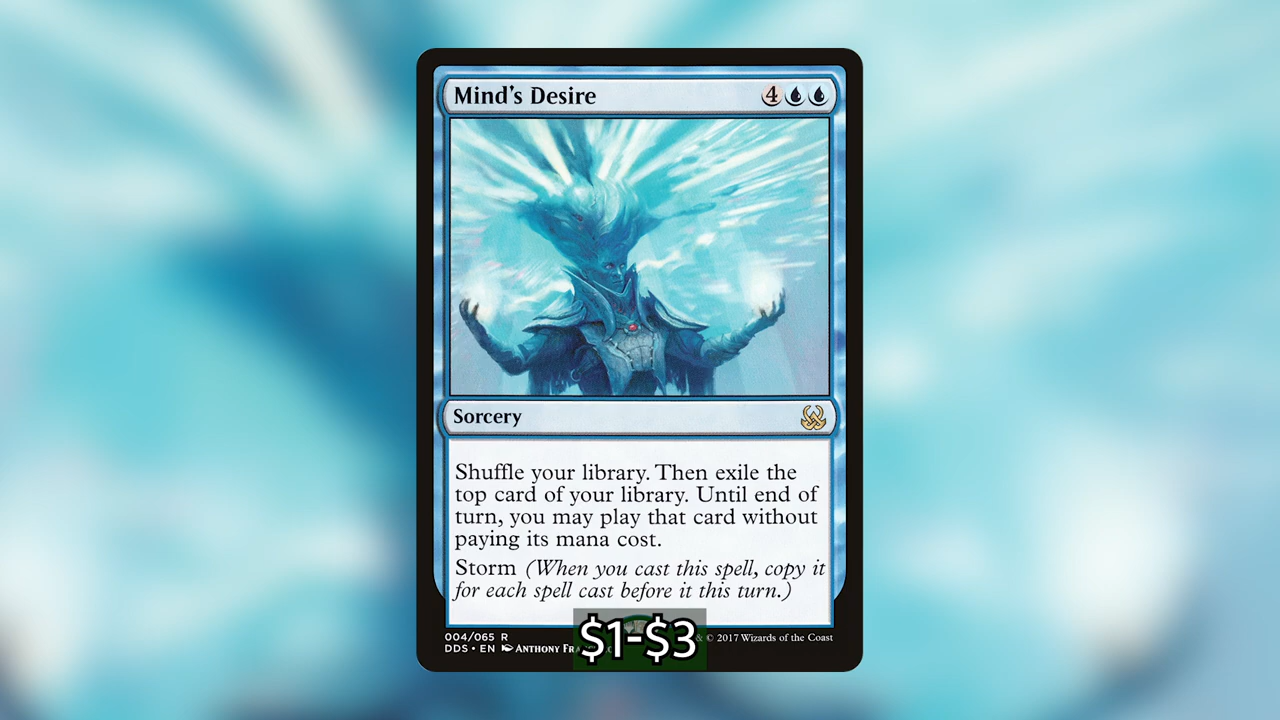 Mind's Desire 4
Sorcery
Shuffle your library. Then exile the
top card of your library. Until end of
turn, you may play that card without
paying its mana cost.
Storm (When you cast this spell, copy it
for each spell cast before it this turn.)
004/065 R
& © 2017 Wizards of the Coast
DDS • EN Anthony
$1-$3